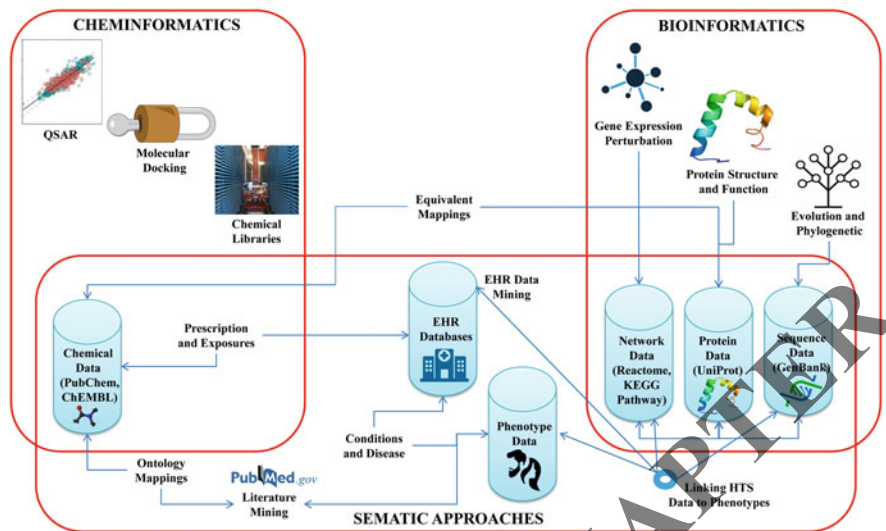 CHEMINFORMATICS
BIOINFORMATICS
QSAR
Molecular
Docking
Chemical
Libraries
Gene Expression
Perturbation
Protein Structure
and Function
Evolution and
Phylogenetic
Equivalent
Mappings
EHR Data
Mining
Prescription
and Exposures
Chemical
Data
(PubChem,
ChEMBL)
EHR
Databases
Network
Data
(Reactome,
KEGG
Pathway)
Protein
Data
(UniProt)
Sequence
Data
(GenBank)
Conditions
and Disease
Phenotype
Data
Ontology
Mappings
PubMed.gov
Literature
Mining
Linking HTS
Data to Phenotypes
SEMATIC APPROACHES
APTER